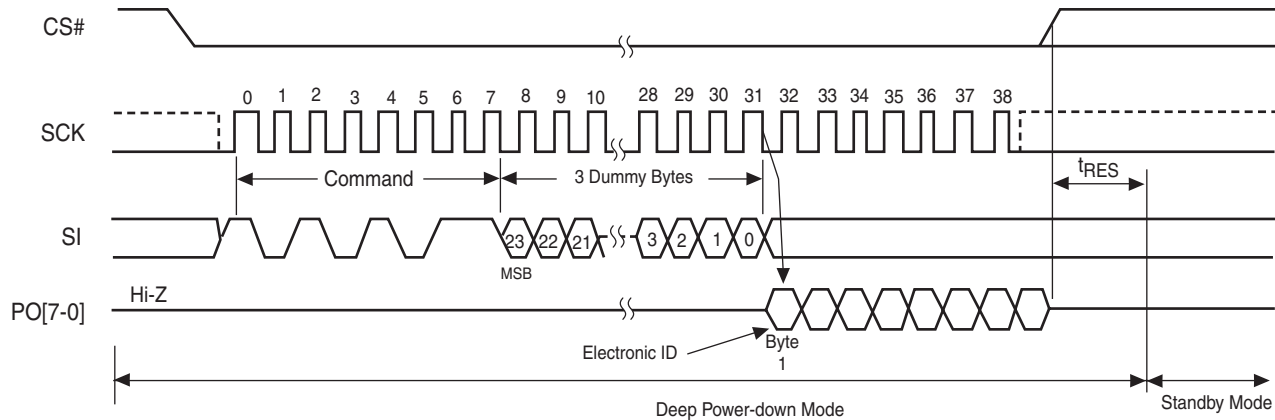 CS#
0 1 2 3 4 5 6 7 8 9 10 28 29 30 31 32 33 34 35 36 37 38
SCK
Command
3 Dummy Bytes
tRES
SI
23 22 21 3 2 1 0
MSB
Hi-Z
PO[7-0]
Electronic ID
Byte
1
Deep Power-down Mode
Standby Mode